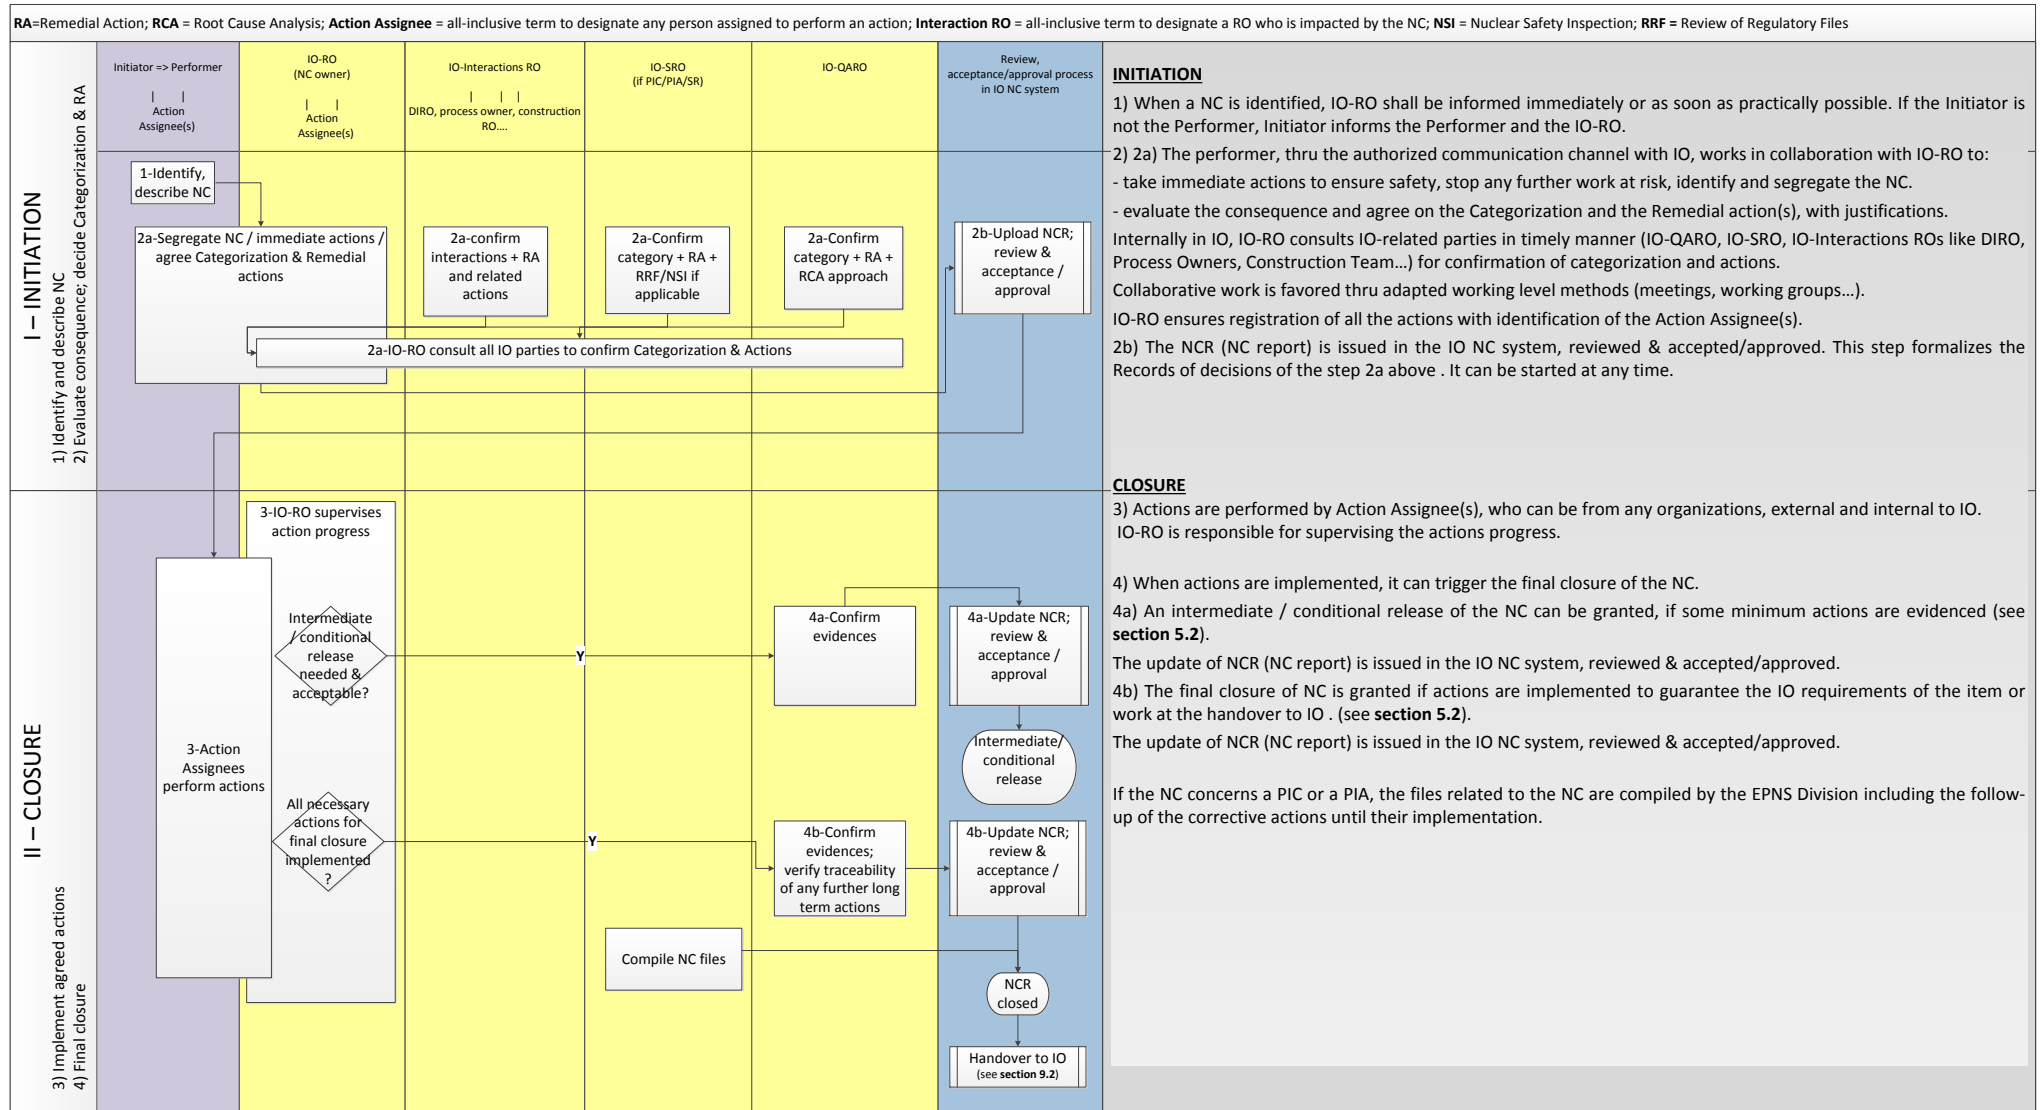 RA=Remedial Action; RCA = Root Cause Analysis; Action Assignee = all-inclusive term to designate any person assigned to perform an action; Interaction RO = all-inclusive term to designate a RO who is impacted by the NC; NSI = Nuclear Safety Inspection; RRF = Review of Regulatory Files
I – INITIATION
1) Identify and describe NC
2) Evaluate consequence; decide Categorization & RA
Initiator => Performer
| |
Action
Assignee(s)
IO-RO
(NC owner)
| |
Action
Assignee(s)
IO-Interactions RO
| | |
DIRO, process owner, construction
RO....
IO-SRO
(if PIC/PIA/SR)
IO-QARO
Review,
acceptance/approval process
in IO NC system
1-Identify,
describe NC
2a-Segregate NC / immediate actions /
agree Categorization & Remedial
actions
2a-confirm
interactions + RA
and related
actions
2a-Confirm
category + RA +
RRF/NSI if
applicable
2a-Confirm
category + RA +
RCA approach
2b-Upload NCR;
review &
acceptance /
approval
2a-IO-RO consult all IO parties to confirm Categorization & Actions
INITIATION
1) When a NC is identified, IO-RO shall be informed immediately or as soon as practically possible. If the Initiator is
not the Performer, Initiator informs the Performer and the IO-RO.
2) 2a) The performer, thru the authorized communication channel with IO, works in collaboration with IO-RO to:
- take immediate actions to ensure safety, stop any further work at risk, identify and segregate the NC.
- evaluate the consequence and agree on the Categorization and the Remedial action(s), with justifications.
Internally in IO, IO-RO consults IO-related parties in timely manner (IO-QARO, IO-SRO, IO-Interactions ROs like DIRO,
Process Owners, Construction Team…) for confirmation of categorization and actions.
Collaborative work is favored thru adapted working level methods (meetings, working groups…).
IO-RO ensures registration of all the actions with identification of the Action Assignee(s).
2b) The NCR (NC report) is issued in the IO NC system, reviewed & accepted/approved. This step formalizes the
Records of decisions of the step 2a above . It can be started at any time.
II – CLOSURE
3) Implement agreed actions
4) Final closure
3-IO-RO supervises
action progress
3-Action
Assignees
perform actions
Intermediate
/ conditional
release
needed &
acceptable?
Y
4a-Confirm
evidences
4a-Update NCR;
review &
acceptance /
approval
Intermediate/
conditional
release
All necessary
actions for
final closure
implemented
?
Y
4b-Confirm
evidences;
verify traceability
of any further long
term actions
4b-Update NCR;
review &
acceptance /
approval
Compile NC files
NCR
closed
Handover to IO
(see section 9.2)
CLOSURE
3) Actions are performed by Action Assignee(s), who can be from any organizations, external and internal to IO.
IO-RO is responsible for supervising the actions progress.
4) When actions are implemented, it can trigger the final closure of the NC.
4a) An intermediate / conditional release of the NC can be granted, if some minimum actions are evidenced (see
section 5.2).
The update of NCR (NC report) is issued in the IO NC system, reviewed & accepted/approved.
4b) The final closure of NC is granted if actions are implemented to guarantee the IO requirements of the item or
work at the handover to IO . (see section 5.2).
The update of NCR (NC report) is issued in the IO NC system, reviewed & accepted/approved.
If the NC concerns a PIC or a PIA, the files related to the NC are compiled by the EPNS Division including the follow-
up of the corrective actions until their implementation.